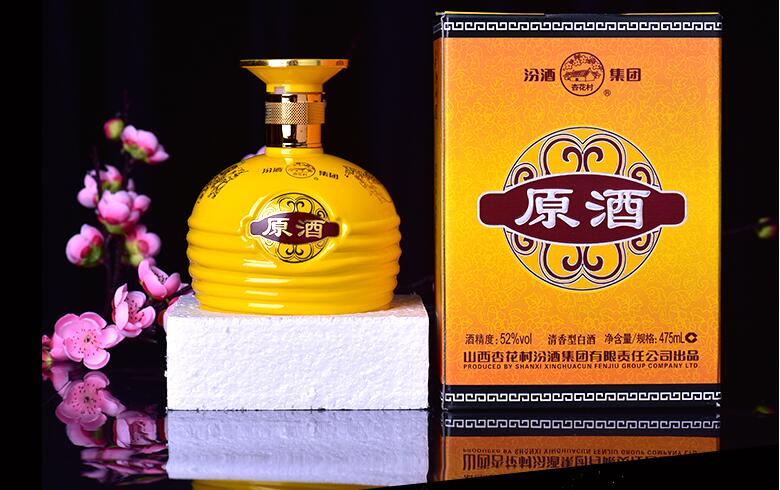 汾酒 杏花村 ® 集团
原酒
酒精度: 52%vol 清香型白酒 净含量/规格: 475mL
山西杏花村汾酒集团有限责任公司出品
PRODUCED BY SHANXI XINGHUACUN FENJIU GROUP COMPANY LTD.
汾酒 集团
原酒